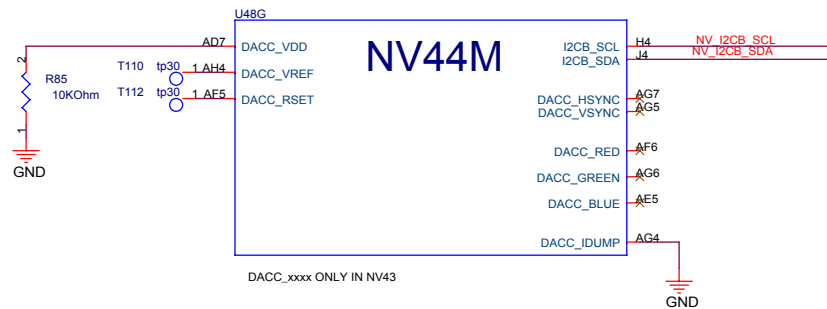 U48G
NV44M
AD7 DACC_VDD
T110 tp30 1 AH4 DACC_VREF
T112 tp30 1 AF5 DACC_RSET
2
R85
10KOhm
1
GND
I2CB_SCL H4 NV_I2CB_SCL
I2CB_SDA J4 NV_I2CB_SDA
DACC_HSYNC AG7
DACC_VSYNC AG5
DACC_RED AF6
DACC_GREEN AG6
DACC_BLUE AE5
DACC_IDUMP AG4
GND
DACC_xxxx ONLY IN NV43